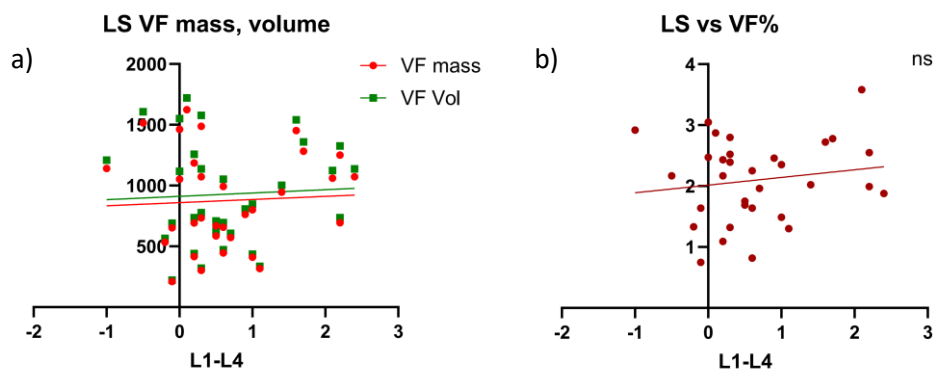 LS VF mass, volume
a)
VF mass
VF Vol
2000
1500
1000
500
-2
-1
0
1
2
3
L1-L4
LS vs VF%
b)
ns
4
3
2
1
-2
-1
0
1
2
3
L1-L4